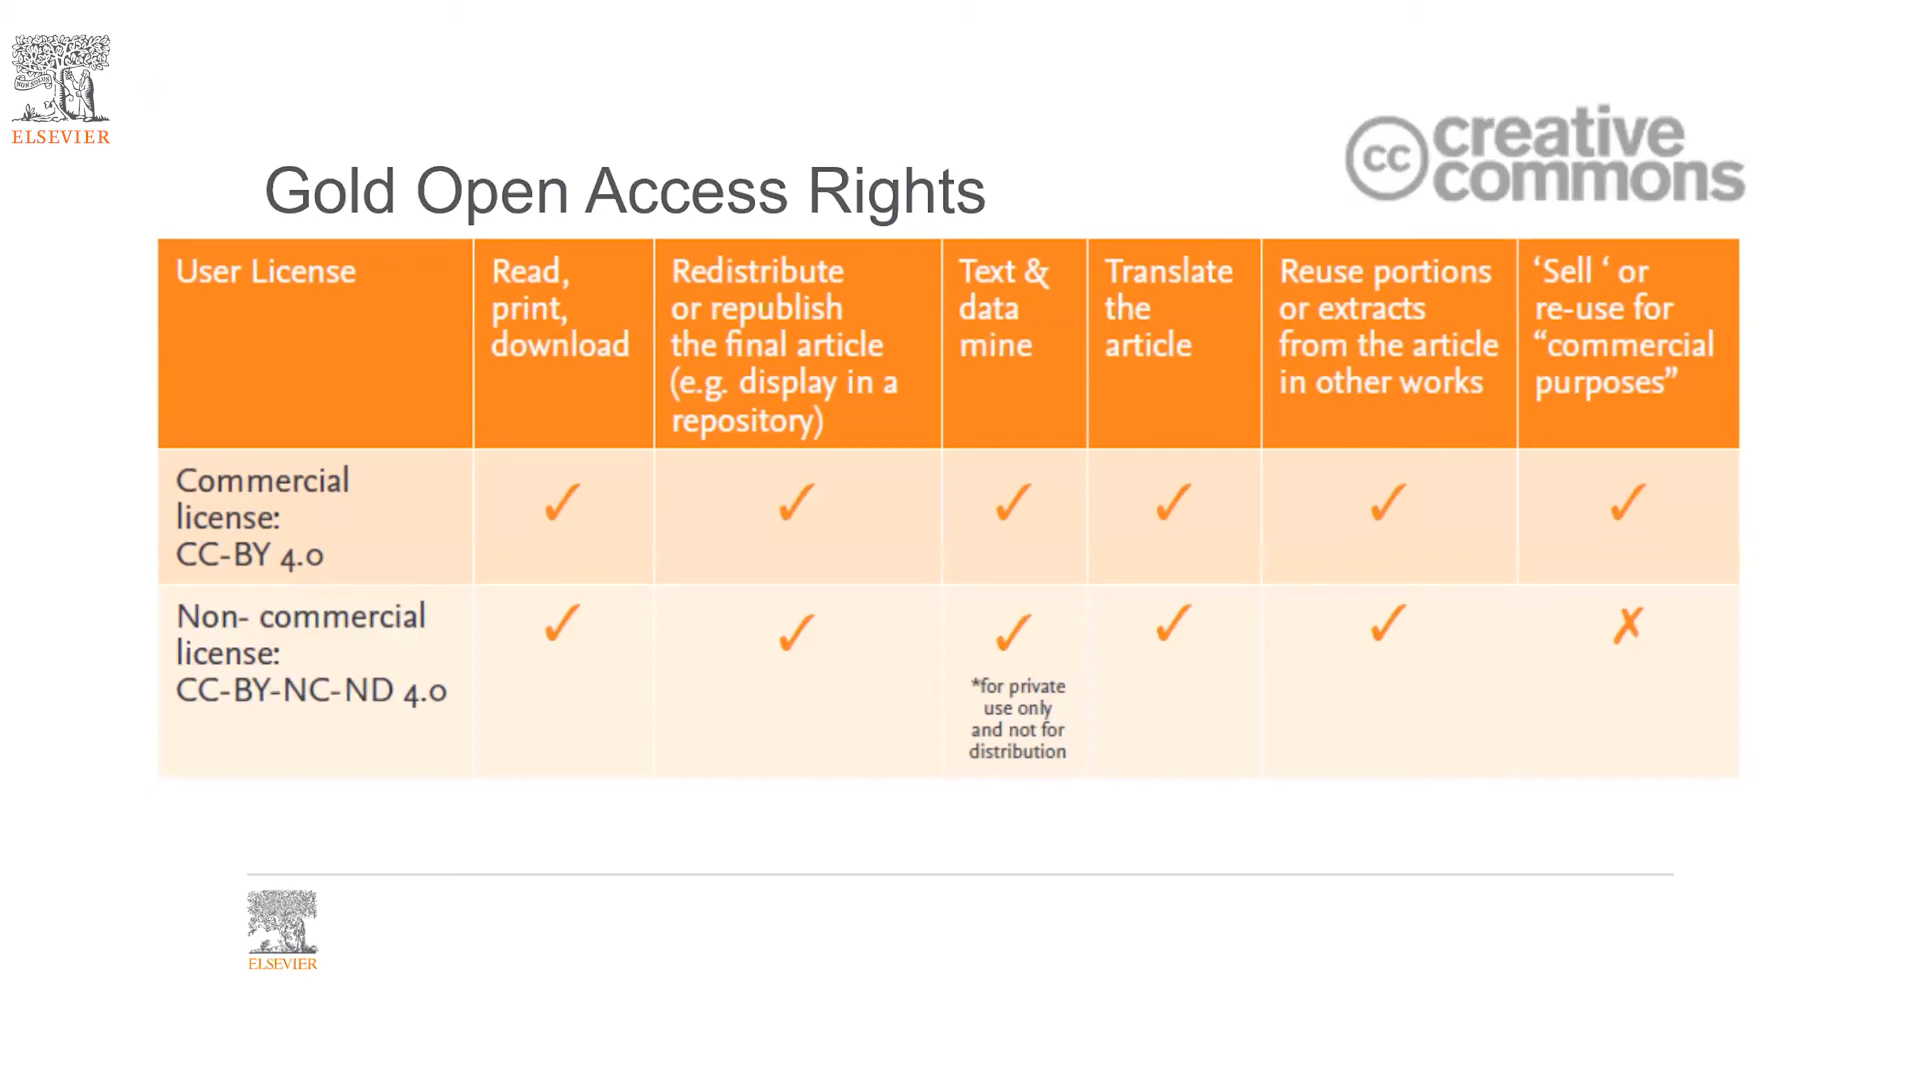 ELSEVIER
creative
commons
Gold Open Access Rights
User License
Read,
print,
download
Redistribute
or republish
the final article
(e.g. display in a
repository)
Text &
data
mine
Translate
the
article
Reuse portions
or extracts
from the article
in other works
‘Sell ‘ or
re-use for
“commercial
purposes”
Commercial
license:
CC-BY 4.0
✓ ✓ ✓ ✓ ✓ ✓
Non- commercial
license:
CC-BY-NC-ND 4.0
✓ ✓ ✓ ✓ ✓ ✗
*for private
use only
and not for
distribution
ELSEVIER